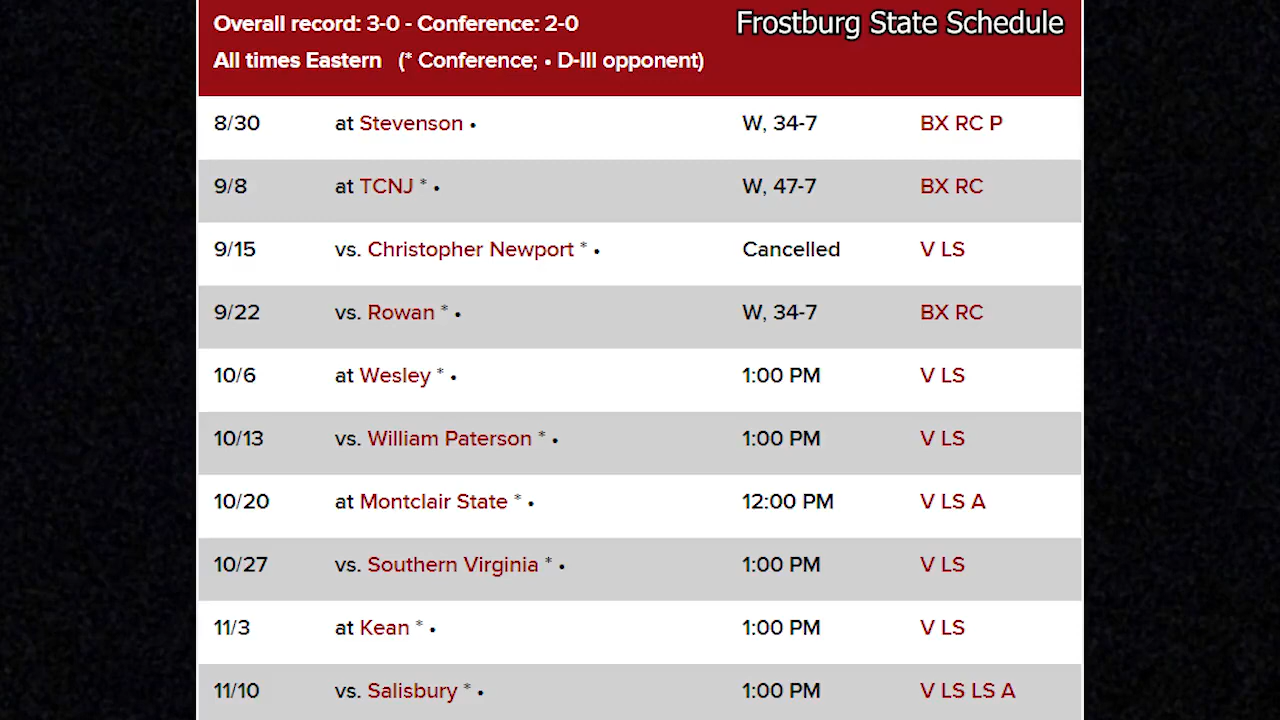 Overall record: 3-0 - Conference: 2-0 Frostburg State Schedule
All times Eastern (* Conference; • D-III opponent)
8/30 at Stevenson • W, 34-7 BX RC P
9/8 at TCNJ * • W, 47-7 BX RC
9/15 vs. Christopher Newport * • Cancelled V LS
9/22 vs. Rowan * • W, 34-7 BX RC
10/6 at Wesley * • 1:00 PM V LS
10/13 vs. William Paterson * • 1:00 PM V LS
10/20 at Montclair State * • 12:00 PM V LS A
10/27 vs. Southern Virginia * • 1:00 PM V LS
11/3 at Kean * • 1:00 PM V LS
11/10 vs. Salisbury * • 1:00 PM V LS LS A